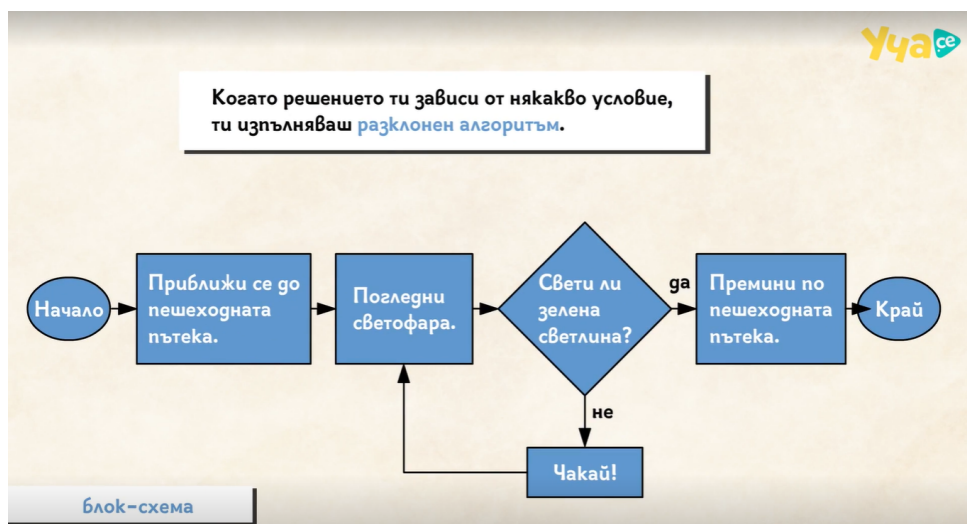 Уча се
Когато решението ти зависи от някакво условие,
ти изпълняваш разклонен алгоритъм.
Начало
Приближи се до
пешеходната
пътека.
Погледни
светофара.
Свети ли
зелена
светлина?
да
Премини по
пешеходната
пътека.
Край
не
Чакай!
блок-схема